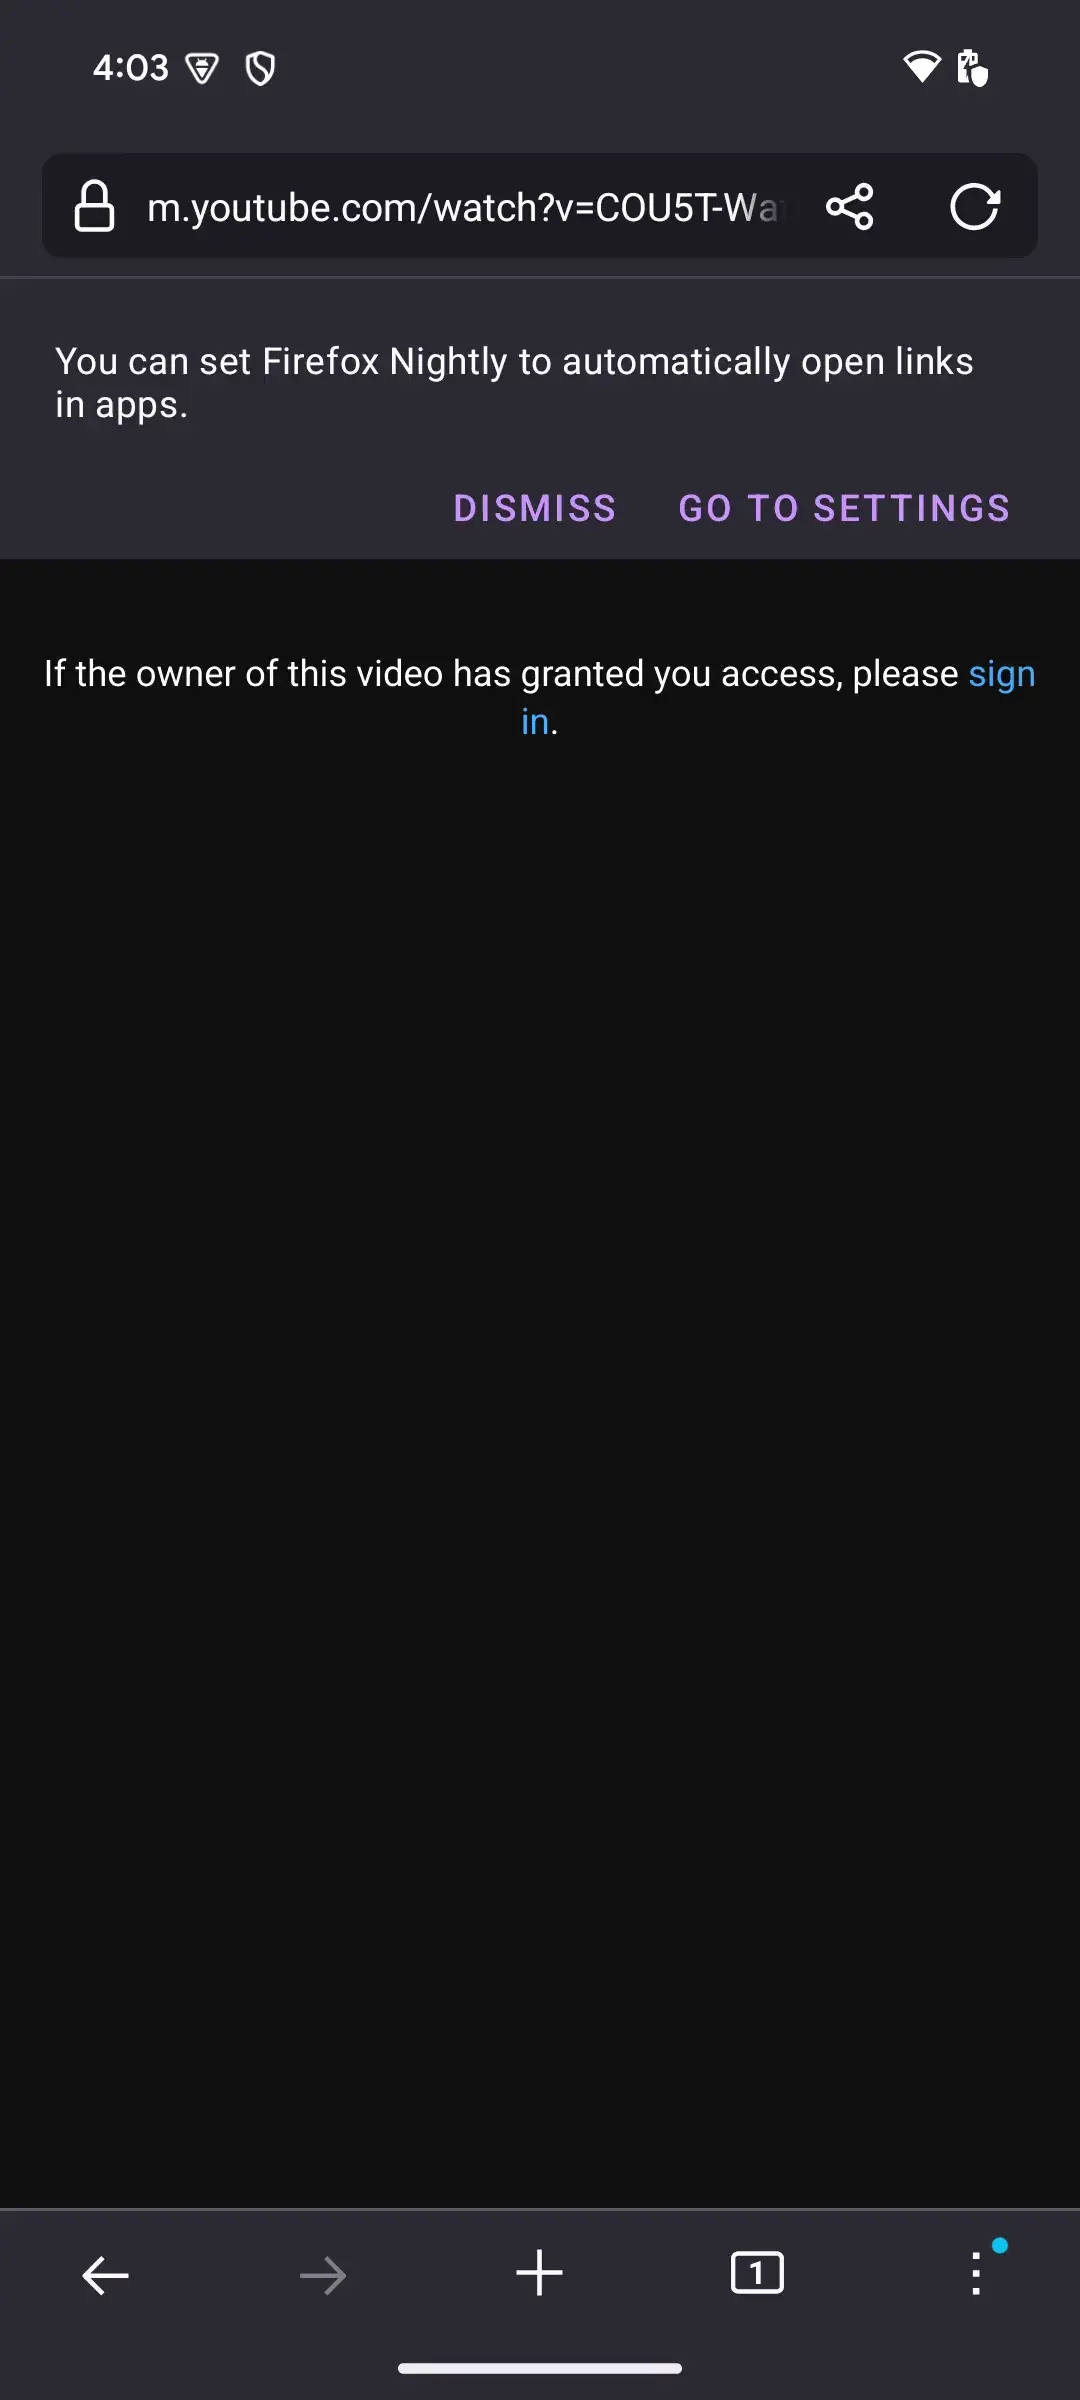 4:03
m.youtube.com/watch?v=COU5T-Wa
You can set Firefox Nightly to automatically open links
in apps.
DISMISS GO TO SETTINGS
If the owner of this video has granted you access, please sign
in.
1